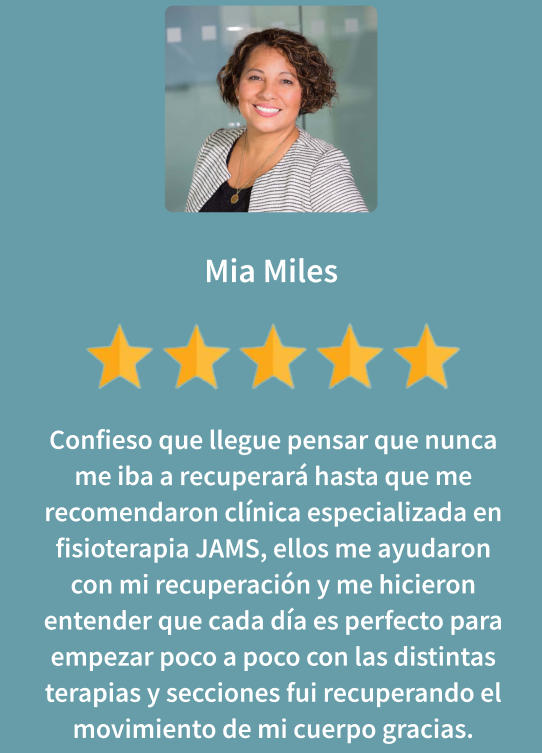 Mia Miles
Confieso que llegue pensar que nunca
me iba a recuperará hasta que me
recomendaron clínica especializada en
fisioterapia JAMS, ellos me ayudaron
con mi recuperación y me hicieron
entender que cada día es perfecto para
empezar poco a poco con las distintas
terapias y secciones fui recuperando el
movimiento de mi cuerpo gracias.